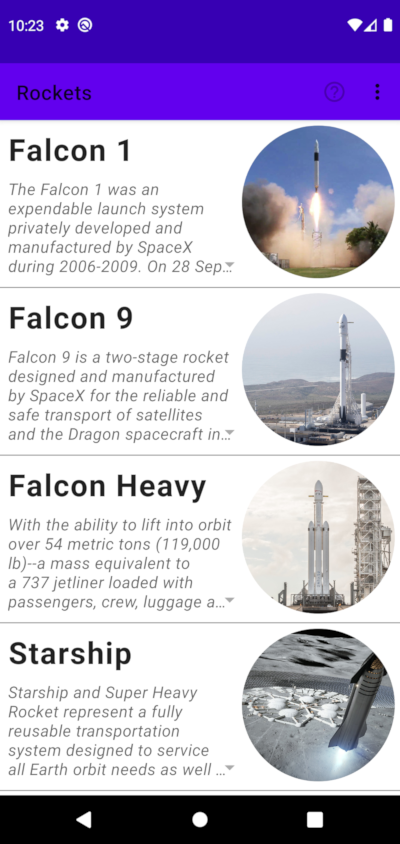 10:23
Rockets
Falcon 1
The Falcon 1 was an
expendable launch system
privately developed and
manufactured by SpaceX
during 2006-2009. On 28 Sep...
Falcon 9
Falcon 9 is a two-stage rocket
designed and manufactured
by SpaceX for the reliable and
safe transport of satellites
and the Dragon spacecraft in...
Falcon Heavy
With the ability to lift into orbit
over 54 metric tons (119,000
lb)--a mass equivalent to
a 737 jetliner loaded with
passengers, crew, luggage a...
Starship
Starship and Super Heavy
Rocket represent a fully
reusable transportation
system designed to service
all Earth orbit needs as well ...